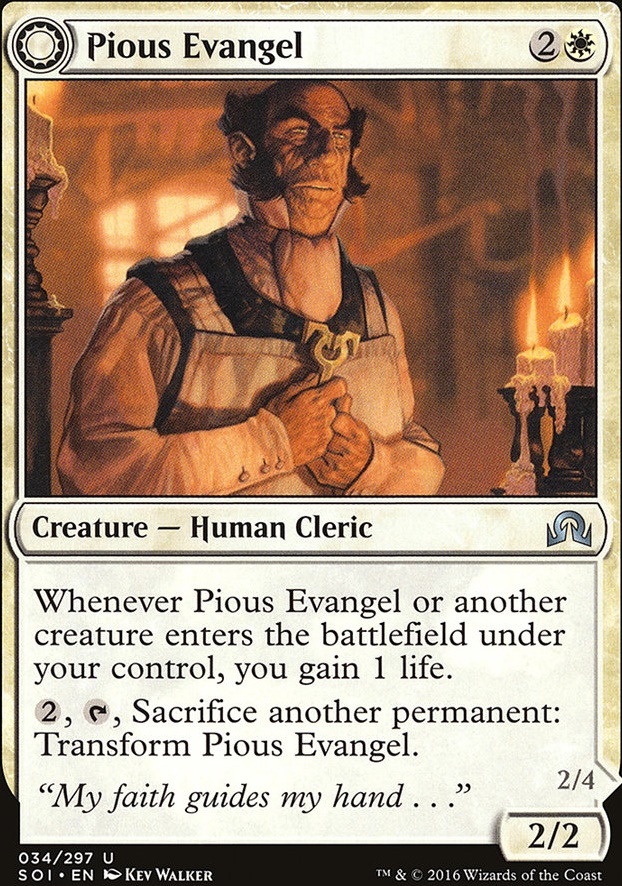 Pious Evangel 2
Creature — Human Cleric
Whenever Pious Evangel or another
creature enters the battlefield under
your control, you gain 1 life.
2, , Sacrifice another permanent:
Transform Pious Evangel.
“My faith guides my hand . . .”
2/4
2/2
034/297 U
SOI • EN Kev Walker
™ & © 2016 Wizards of the Coast